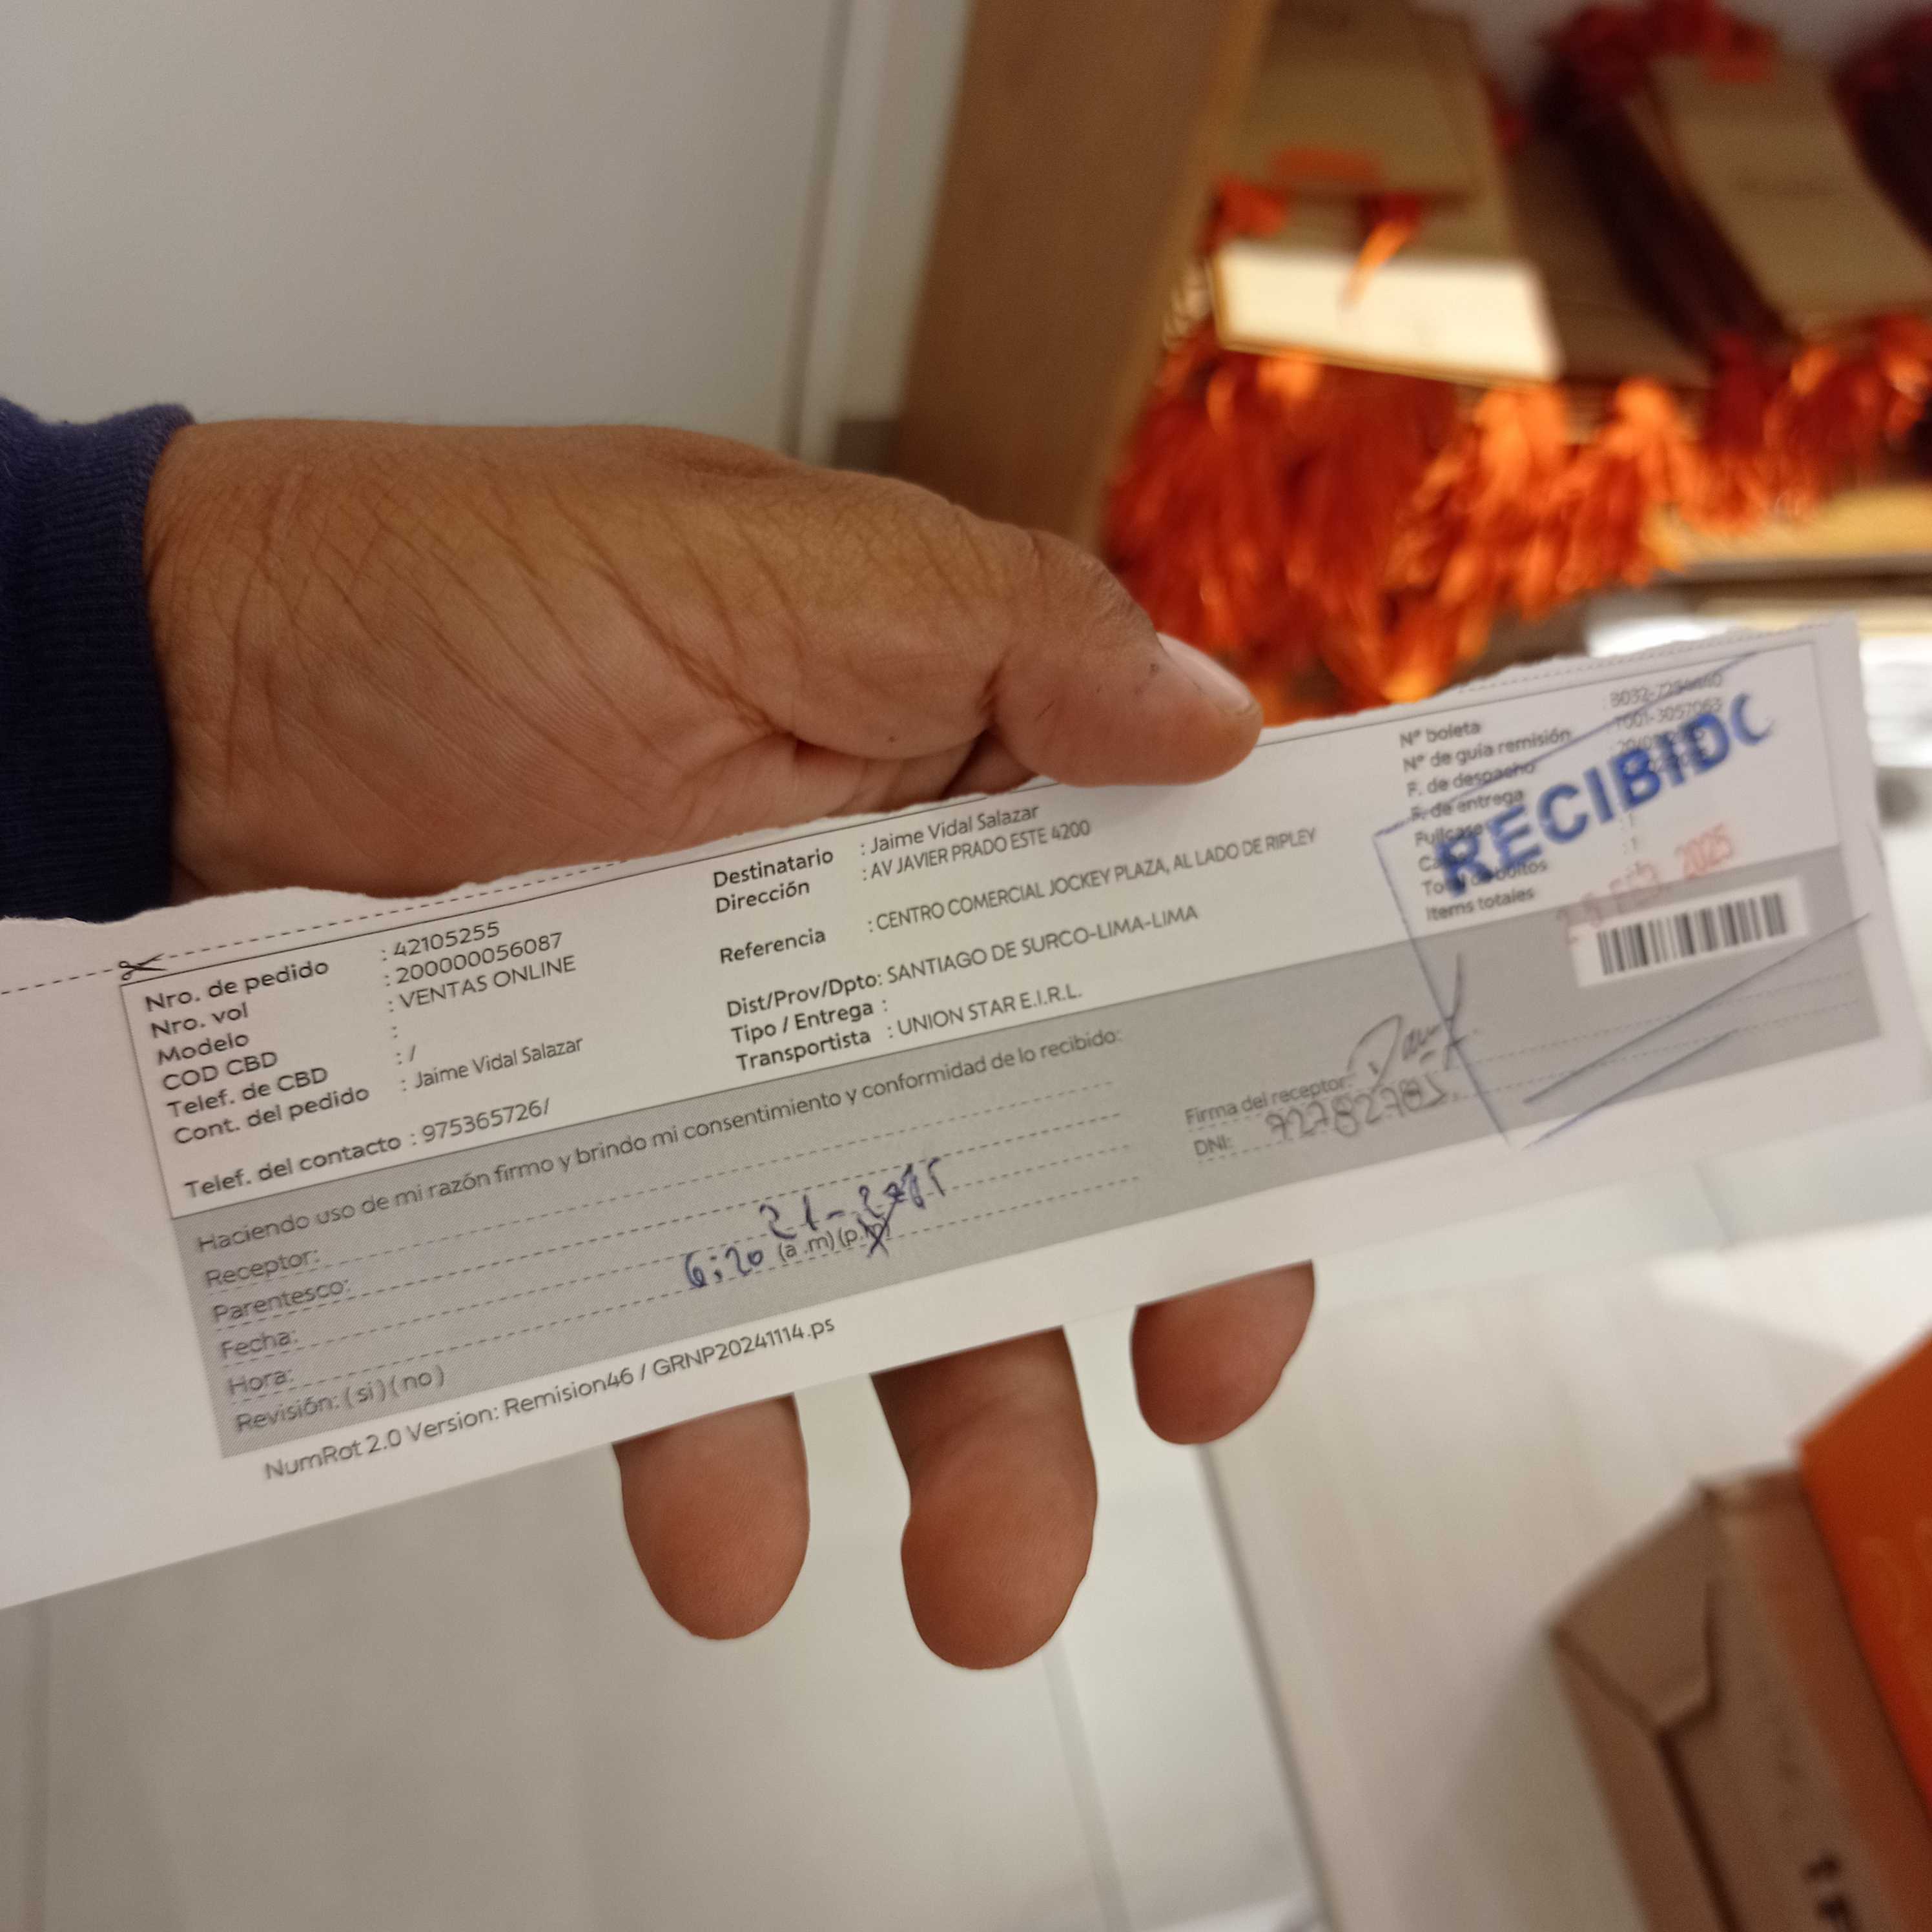 Nro. de pedido : 42105255
Nro. vol : 200000056087
Modelo : VENTAS ONLINE
COD CBD :
Telef. de CBD : /
Cont. del pedido : Jaime Vidal Salazar
Telef. del contacto : 975365726/
Destinatario : Jaime Vidal Salazar
Dirección : AV JAVIER PRADO ESTE 4200
Referencia : CENTRO COMERCIAL JOCKEY PLAZA, AL LADO DE RIPLEY
Dist/Prov/Dpto: SANTIAGO DE SURCO-LIMA-LIMA
Tipo / Entrega :
Transportista : UNION STAR E.I.R.L.
N° boleta
N° de guía remisión : T001-3057063
F. de despacho
F. de entrega
Items totales
RECIBIDO
2025
Haciendo uso de mi razón firmo y brindo mi consentimiento y conformidad de lo recibido:
Receptor:
Parentesco:
Fecha:
Hora: 6:20 (a.m)(p.m)
Revisión: (si)(no)
Firma del receptor:
DNI:
NumRot 2.0 Version: Remision46 / GRNP20241114.ps